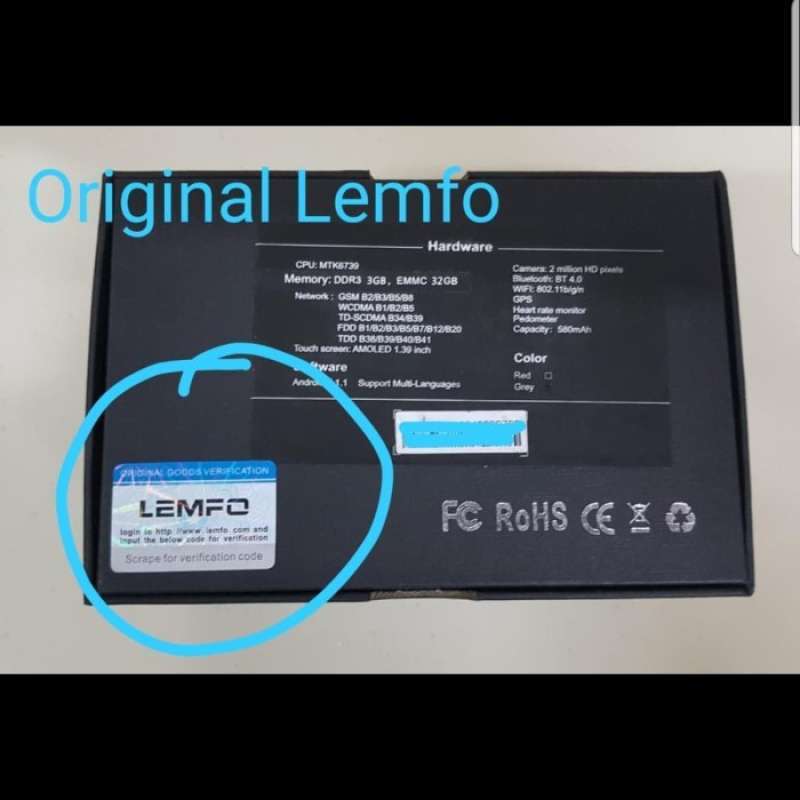 Original Lemfo
Hardware
CPU: MTK6739
Memory: DDR3 3GB, EMMC 32GB
Network : GSM B2/B3/B5/B8
WCDMA B1/B2/B5
TD-SCDMA B34/B39
FDD B1/B2/B3/B5/B7/B12/B20
TDD B38/B39/B40/B41
Touch screen: AMOLED 1.39 inch
Support Multi-Languages
Camera: 2 million HD pixels
Bluetooth: BT 4.0
WIFI: 802.11b/g/n
GPS
Heart rate monitor
Pedometer
Capacity: 580mAh
Color
Red
Grey
ORIGINAL GOODS VERIFICATION
LEMFO
login in http://www.lemfo.com and
input the below code for verification
Scrape for verification code
FC RoHS CE